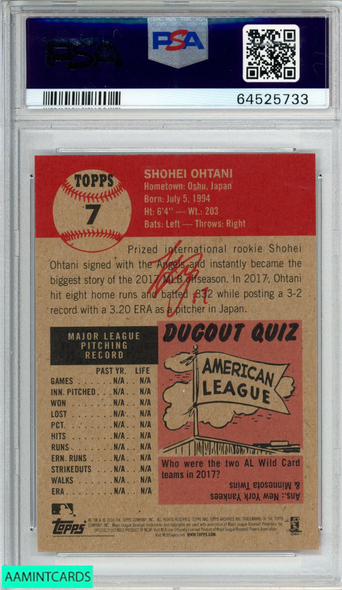 PSA
PSA
64525733
TOPPS
7
SHOHEI OHTANI
Hometown: Oshu, Japan
Born: July 5, 1994
Ht: 6'4" — Wt.: 203
Bats: Left — Throws: Right
Prized international rookie Shohei
Ohtani signed with the Angels and instantly became the
biggest story of the 2017 MLB offseason. In 2017, Ohtani
hit eight home runs and batted .332 while posting a 3-2
record with a 3.20 ERA as a pitcher in Japan.
MAJOR LEAGUE
PITCHING
RECORD
PAST YR. LIFE
GAMES N/A N/A
INN. PITCHED N/A N/A
WON N/A N/A
LOST N/A N/A
PCT. N/A N/A
HITS N/A N/A
RUNS N/A N/A
ERN. RUNS N/A N/A
STRIKEOUTS N/A N/A
WALKS N/A N/A
ERA N/A N/A
DUGOUT QUIZ
AMERICAN
LEAGUE
Who were the two AL Wild Card
teams in 2017?
Ans: New York Yankees
& Minnesota Twins
topps
WWW.TOPPS.COM
AAMINTCARDS